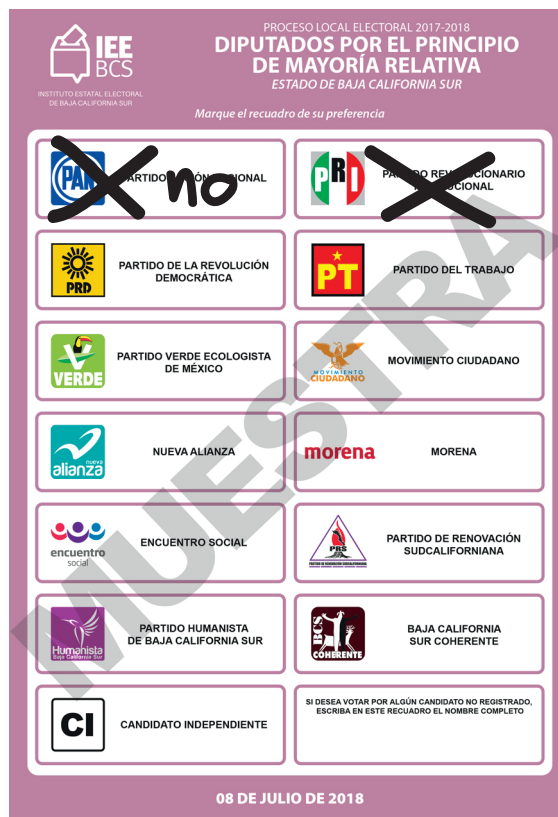 IEE
BCS
INSTITUTO ESTATAL ELECTORAL
DE BAJA CALIFORNIA SUR
PROCESO LOCAL ELECTORAL 2017-2018
DIPUTADOS POR EL PRINCIPIO
DE MAYORÍA RELATIVA
ESTADO DE BAJA CALIFORNIA SUR
Marque el recuadro de su preferencia
PAN
no
PRI
PRD
PARTIDO DE LA REVOLUCIÓN
DEMOCRÁTICA
PT
PARTIDO DEL TRABAJO
VERDE
PARTIDO VERDE ECOLOGISTA
DE MÉXICO
MOVIMIENTO
CIUDADANO
MOVIMIENTO CIUDADANO
nueva
alianza
NUEVA ALIANZA
morena
MORENA
encuentro
social
ENCUENTRO SOCIAL
PRS
PARTIDO DE RENOVACIÓN SUDCALIFORNIANA
PARTIDO DE RENOVACIÓN
SUDCALIFORNIANA
Humanista
Baja California Sur
PARTIDO HUMANISTA
DE BAJA CALIFORNIA SUR
BCS
COHERENTE
BAJA CALIFORNIA
SUR COHERENTE
CI
CANDIDATO INDEPENDIENTE
SI DESEA VOTAR POR ALGÚN CANDIDATO NO REGISTRADO,
ESCRIBA EN ESTE RECUADRO EL NOMBRE COMPLETO
MUESTRA
08 DE JULIO DE 2018